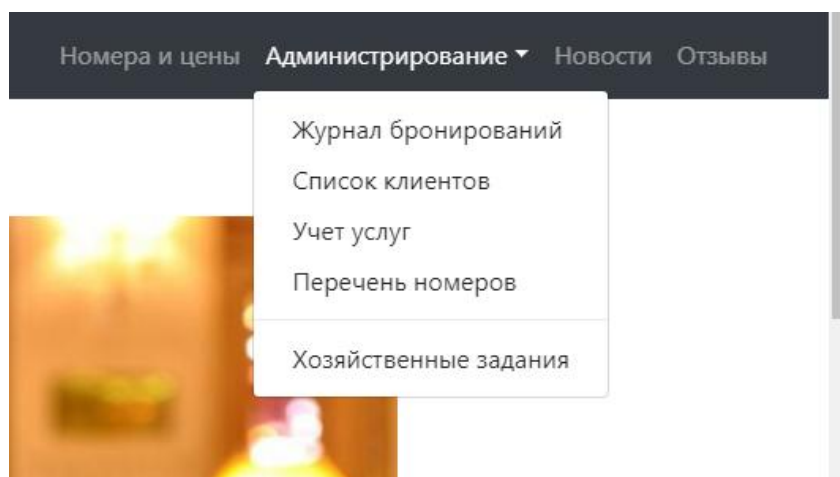 Номера и цены Администрирование Новости Отзывы
Журнал бронирований
Список клиентов
Учет услуг
Перечень номеров
Хозяйственные задания